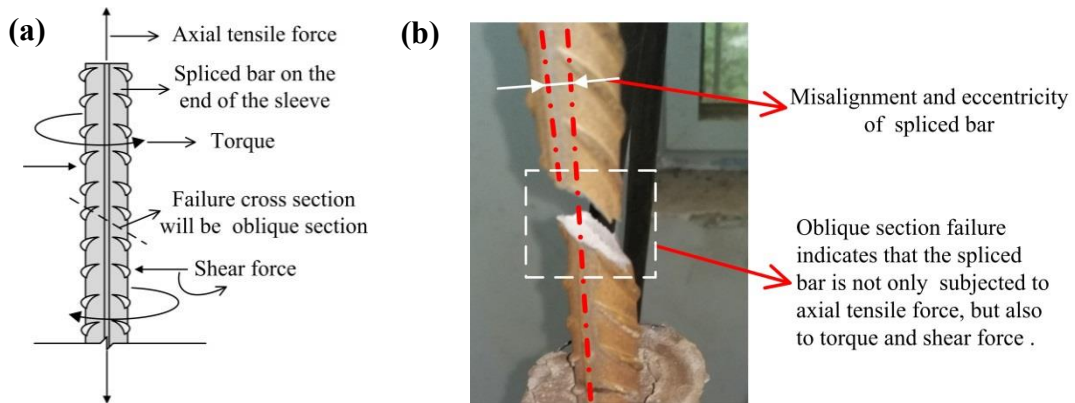 (a)
Axial tensile force
Spliced bar on the
end of the sleeve
Torque
Failure cross section
will be oblique section
Shear force
(b)
Misalignment and eccentricity
of spliced bar
Oblique section failure
indicates that the spliced
bar is not only subjected to
axial tensile force, but also
to torque and shear force .